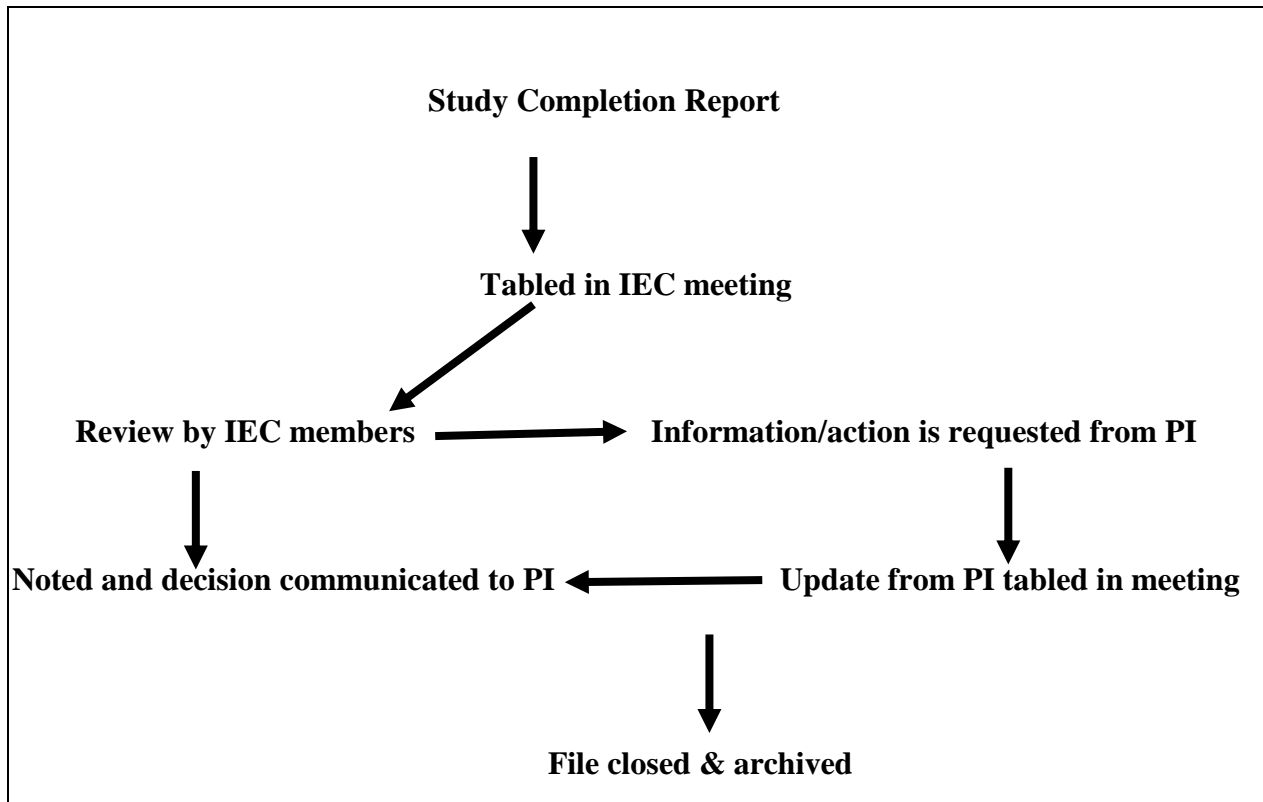 Study Completion Report
Tabled in IEC meeting
Review by IEC members
Information/action is requested from PI
Noted and decision communicated to PI
Update from PI tabled in meeting
File closed & archived